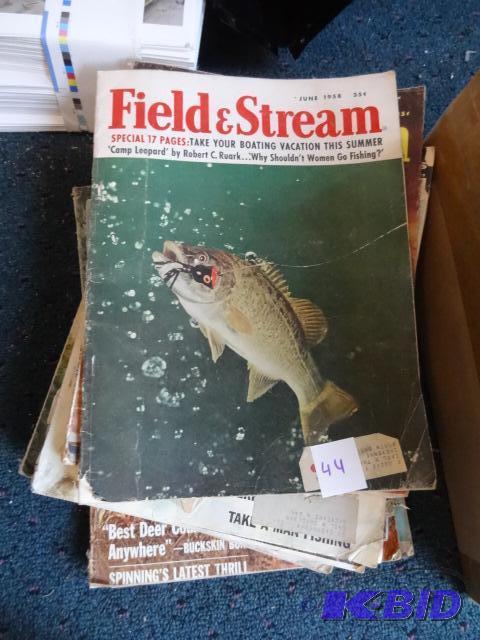 JUNE 1958 35¢
Field & Stream
SPECIAL 17 PAGES: TAKE YOUR BOATING VACATION THIS SUMMER
'Camp Leopard' by Robert C. Ruark...'Why Shouldn't Women Go Fishing?'
44
TAKE A MAN FISHING
"Best Deer
Anywhere" —BUCKSKIN
SPINNING'S LATEST THRILL
K-BID